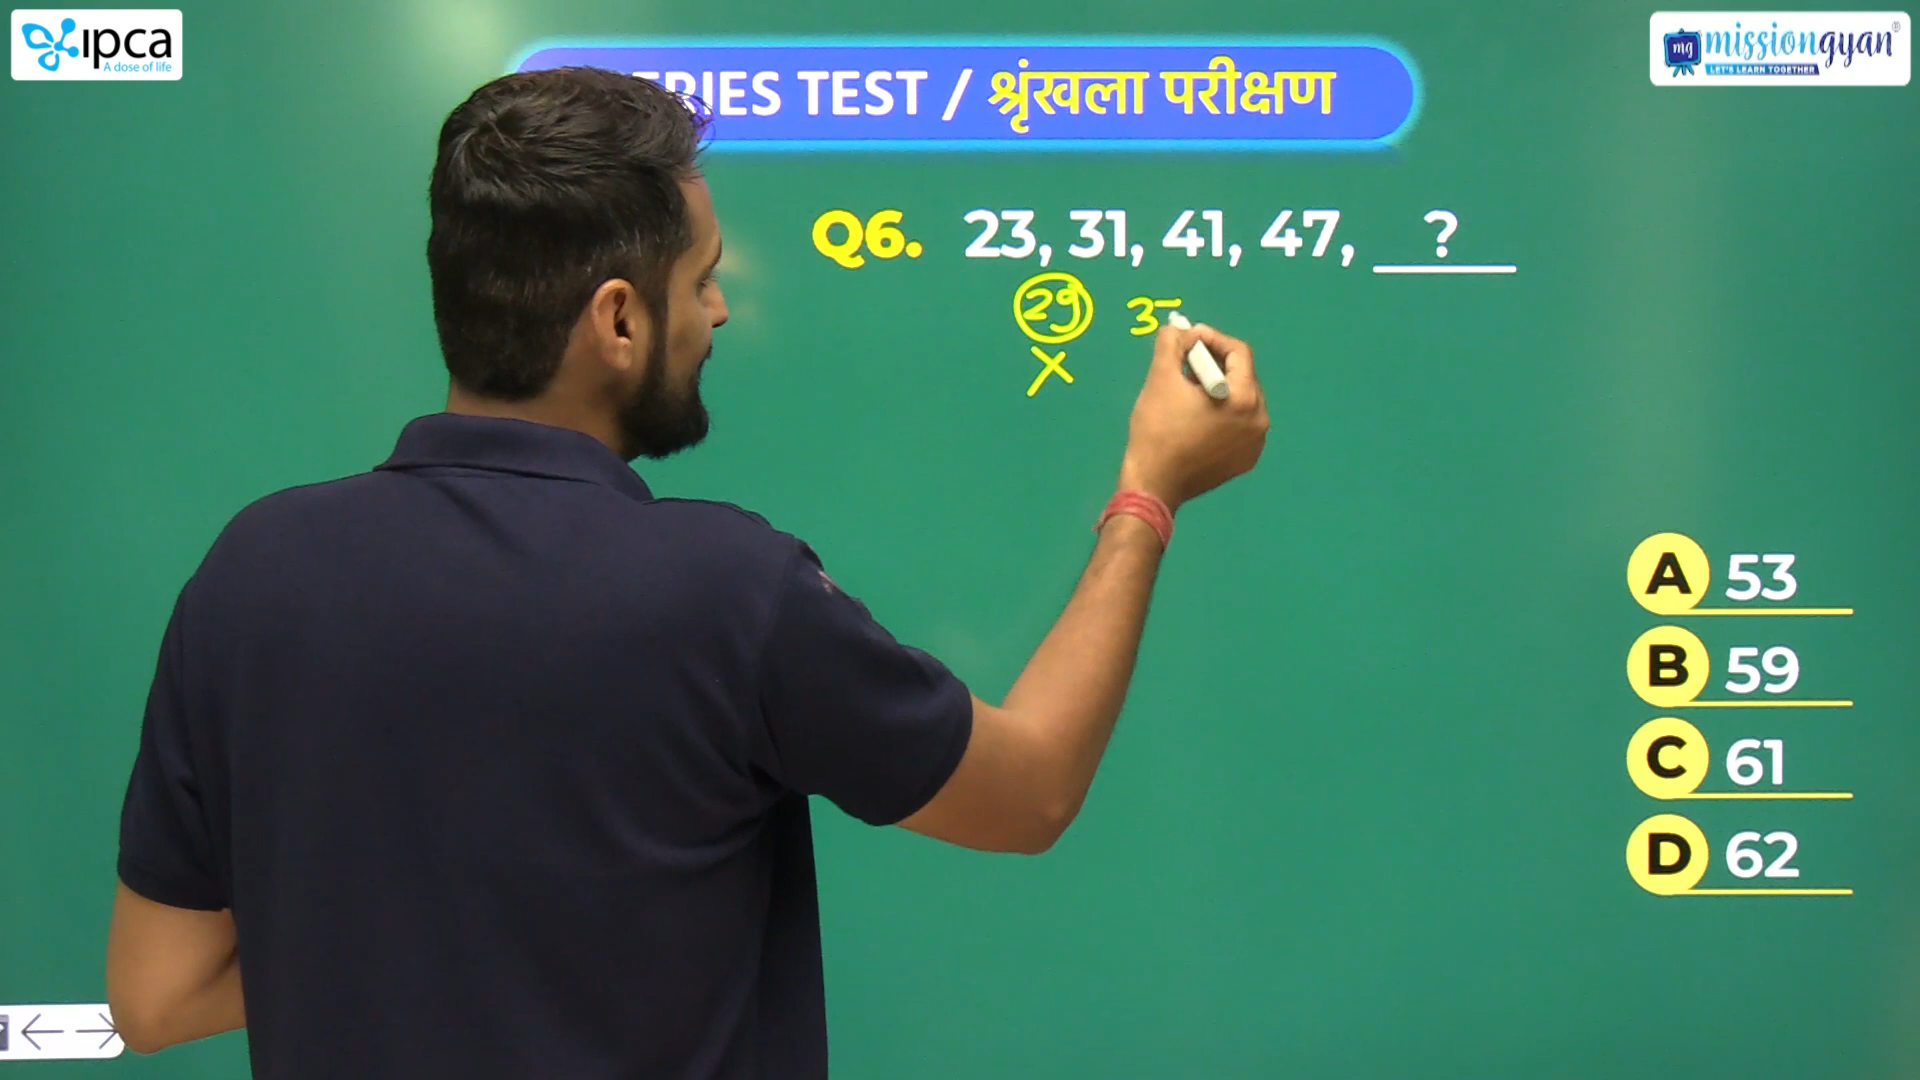 ipca
A dose of life
missiongyan®
LET'S LEARN TOGETHER
ERIES TEST / श्रृंखला परीक्षण
Q6. 23, 31, 41, 47, ?
29 3
X
A 53
B 59
C 61
D 62